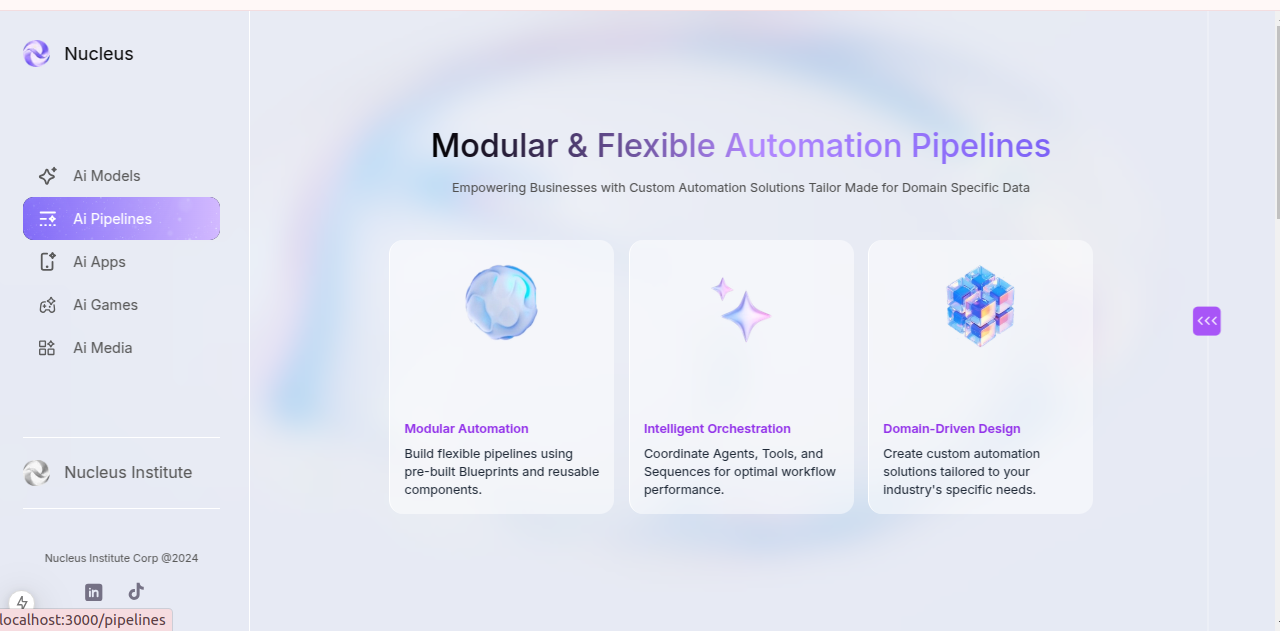 Nucleus
Ai Models
Ai Pipelines
Ai Apps
Ai Games
Ai Media
Nucleus Institute
Nucleus Institute Corp @2024
in
localhost:3000/pipelines
Modular & Flexible Automation Pipelines
Empowering Businesses with Custom Automation Solutions Tailor Made for Domain Specific Data
Modular Automation
Build flexible pipelines using
pre-built Blueprints and reusable
components.
Intelligent Orchestration
Coordinate Agents, Tools, and
Sequences for optimal workflow
performance.
Domain-Driven Design
Create custom automation
solutions tailored to your
industry's specific needs.